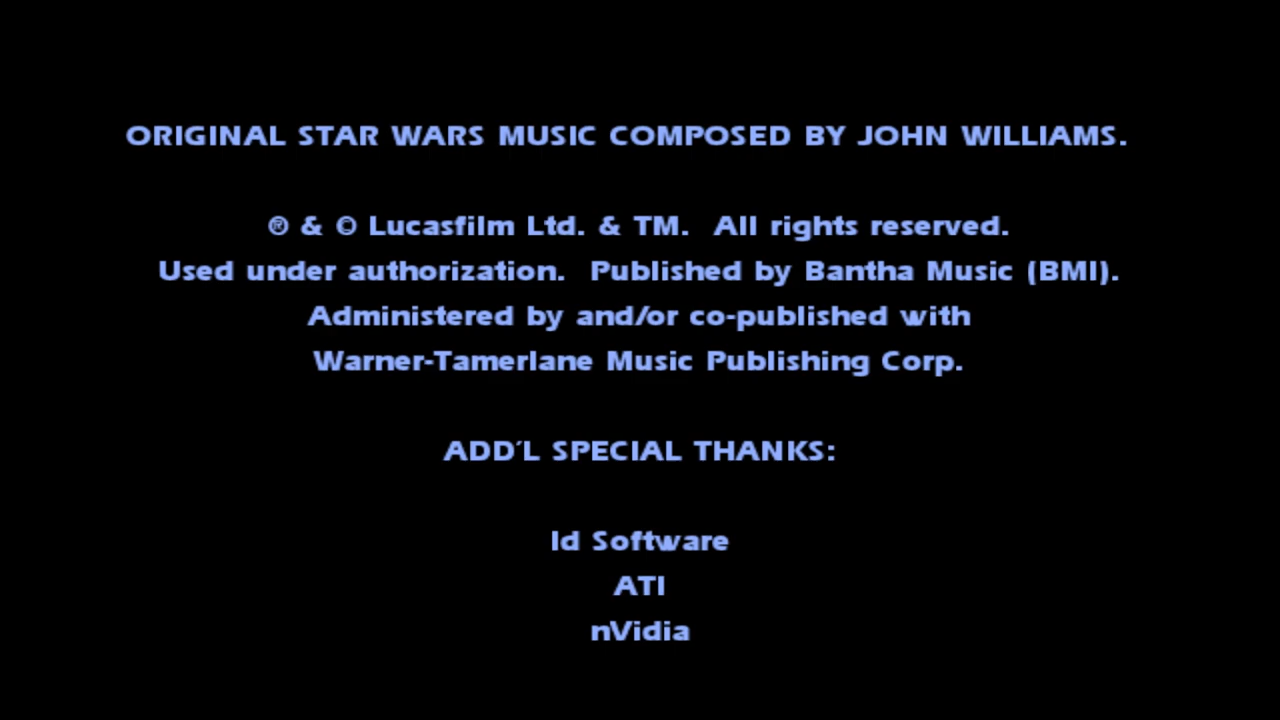 ORIGINAL STAR WARS MUSIC COMPOSED BY JOHN WILLIAMS.
® & © Lucasfilm Ltd. & TM.  All rights reserved.
Used under authorization.  Published by Bantha Music (BMI).
Administered by and/or co-published with
Warner-Tamerlane Music Publishing Corp.
ADD'L SPECIAL THANKS:
Id Software
ATI
nVidia